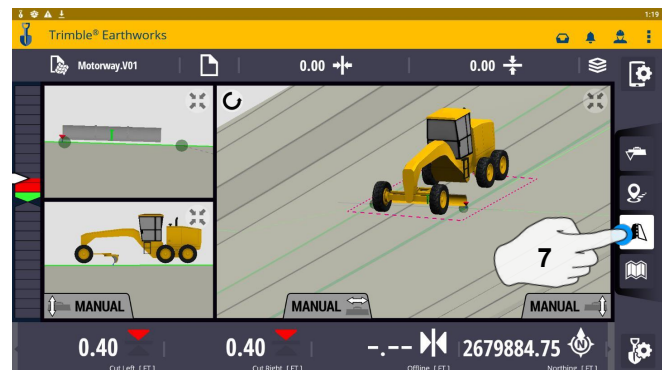 1:19
Trimble® Earthworks
Motorway.V01
0.00
0.00
7
MANUAL
MANUAL
MANUAL
0.40
0.40
-.--
2679884.75
Cut Left [FT]
Cut Right [FT]
Offline [FT]
Northing [FT]